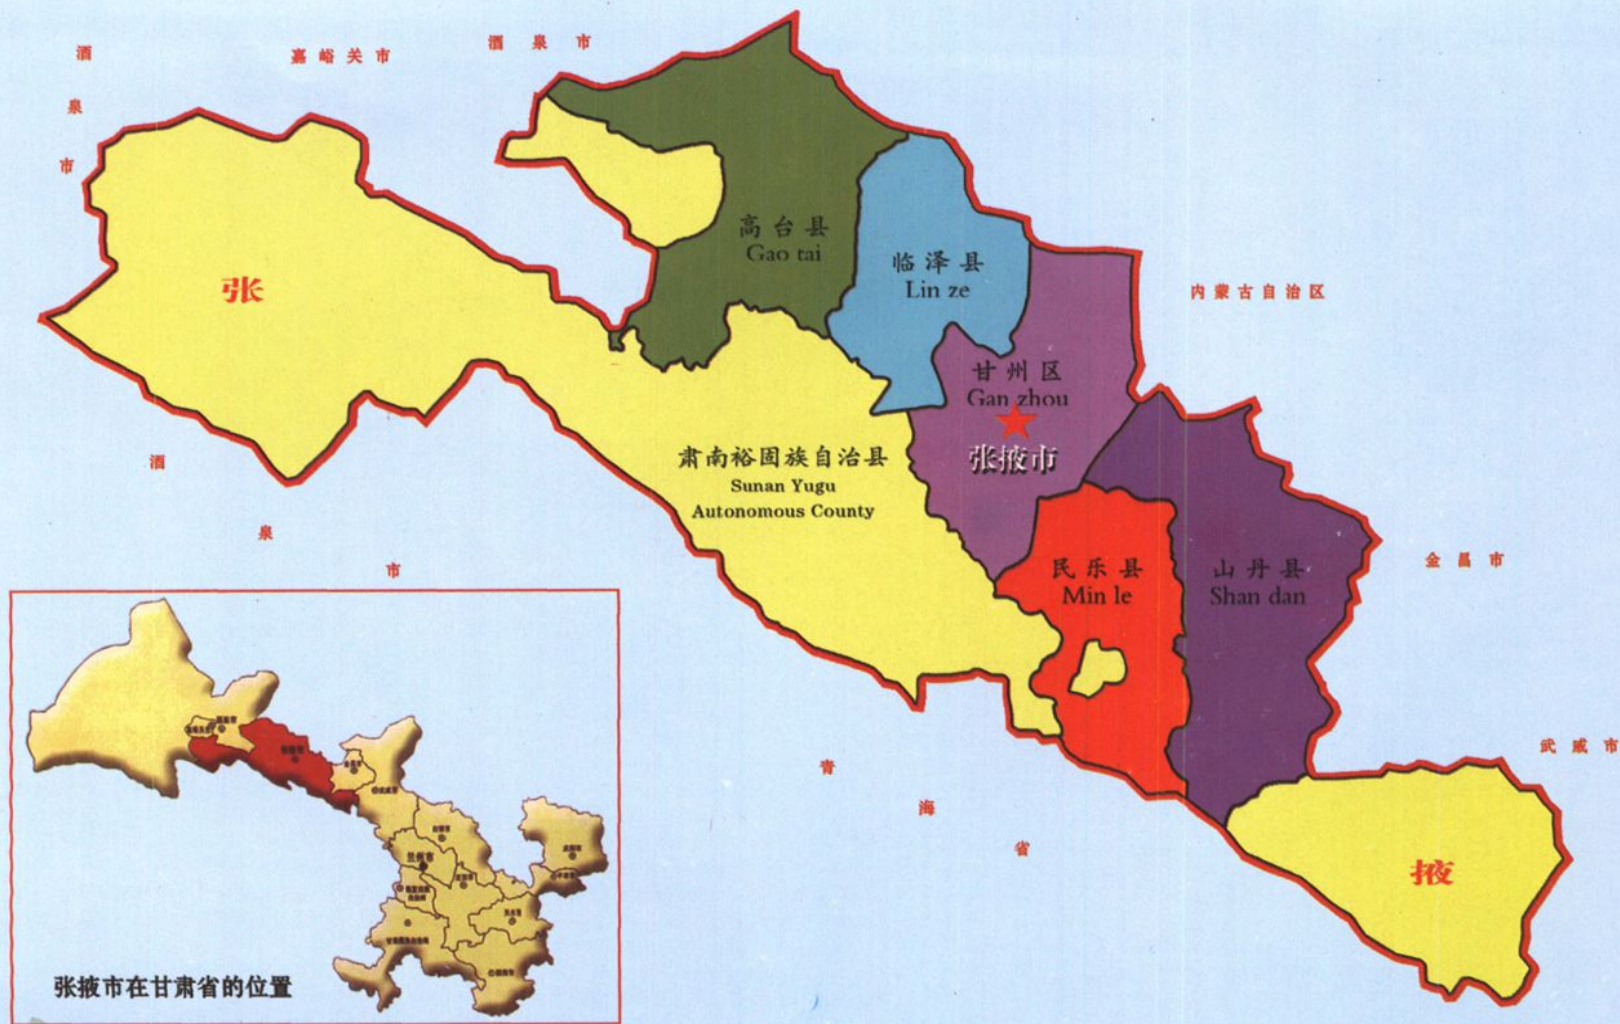 酒泉市
嘉峪关市
酒泉市
高台县
Gao tai
临泽县
Lin ze
内蒙古自治区
张
甘州区
Gan zhou
张掖市
肃南裕固族自治县
Sunan Yugu
Autonomous County
酒泉市
民乐县
Min le
山丹县
Shan dan
金昌市
武威市
青海省
掖
兰州市
张掖市在甘肃省的位置